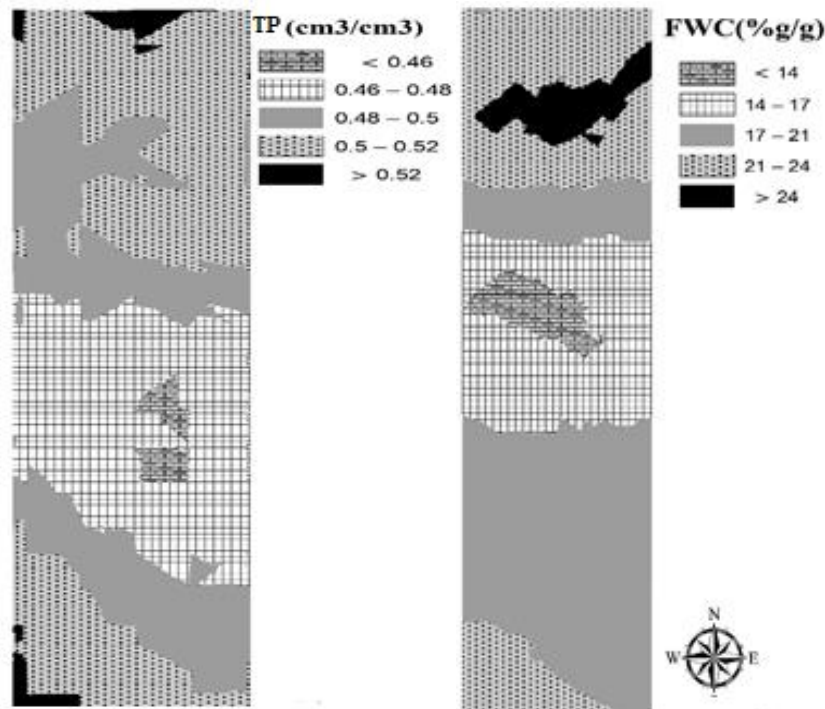 TP (cm3/cm3)
< 0.46
0.46 – 0.48
0.48 – 0.5
0.5 – 0.52
> 0.52
FWC(%g/g)
< 14
14 – 17
17 – 21
21 – 24
> 24
N
W E